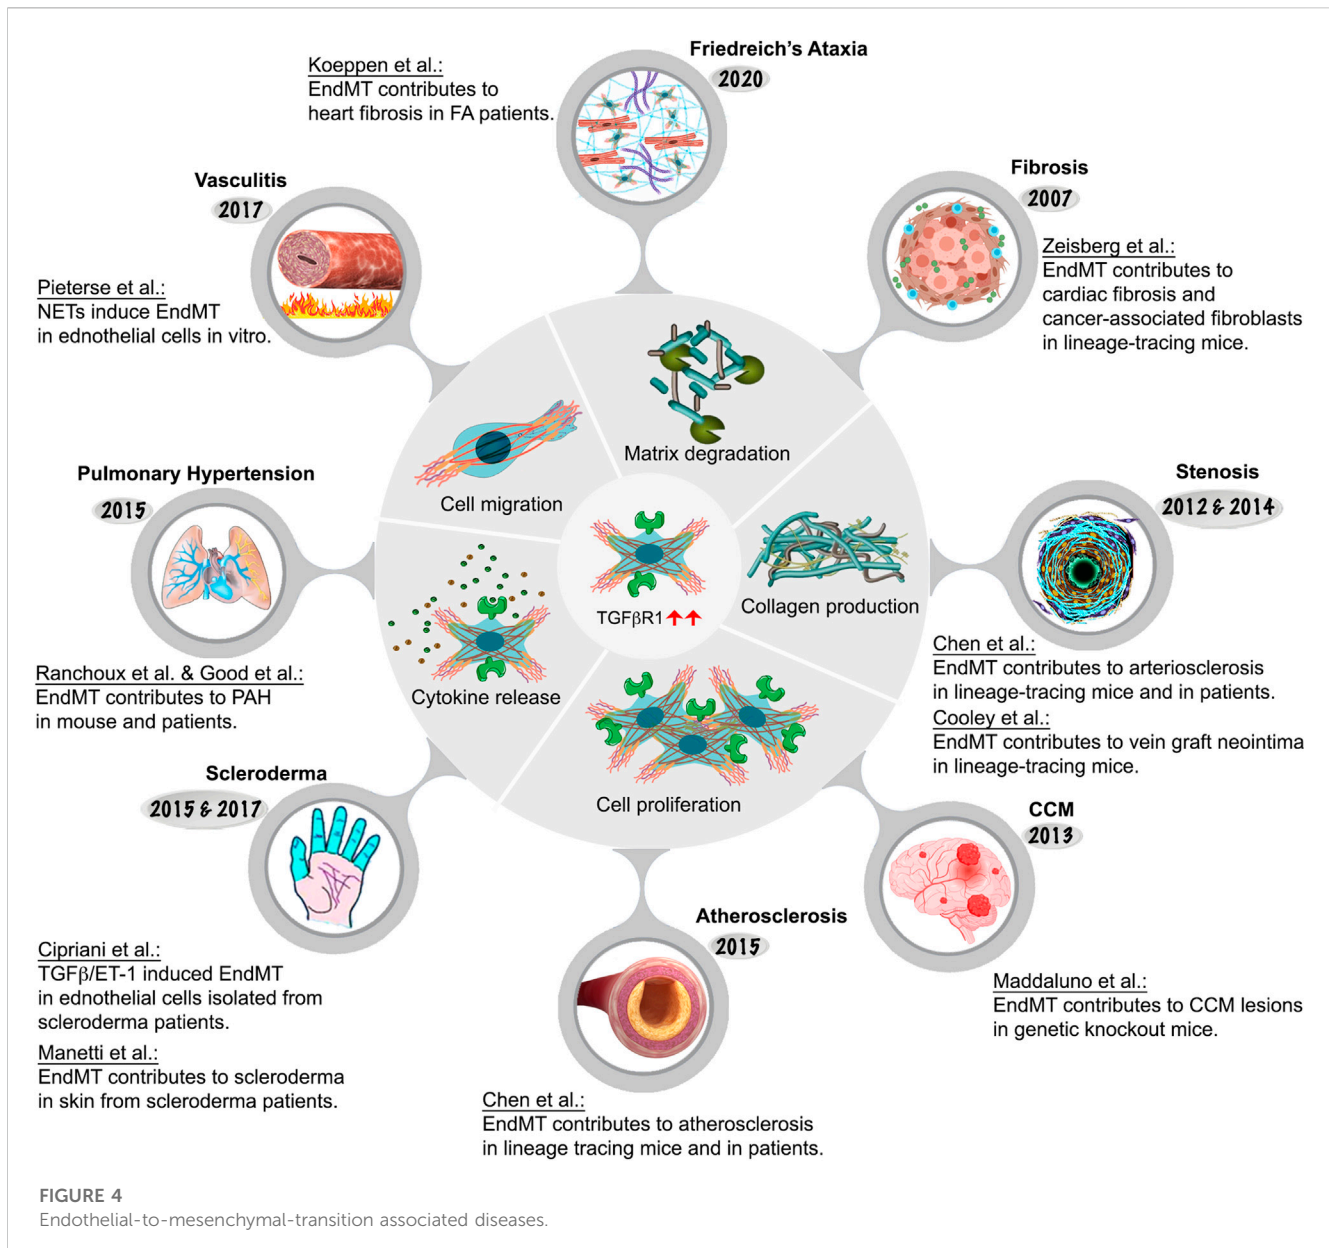 Friedreich's Ataxia
2020
Koeppen et al.:
EndMT contributes to
heart fibrosis in FA patients.
Fibrosis
2007
Zeisberg et al.:
EndMT contributes to
cardiac fibrosis and
cancer-associated fibroblasts
in lineage-tracing mice.
Vasculitis
2017
Pieterse et al.:
NETs induce EndMT
in ednothelial cells in vitro.
Matrix degradation
Cell migration
Pulmonary Hypertension
2015
Ranchoux et al. & Good et al.:
EndMT contributes to PAH
in mouse and patients.
TGFβR1
Collagen production
Cytokine release
Cell proliferation
Stenosis
2012 & 2014
Chen et al.:
EndMT contributes to arteriosclerosis
in lineage-tracing mice and in patients.
Cooley et al.:
EndMT contributes to vein graft neointima
in lineage-tracing mice.
Scleroderma
2015 & 2017
Cipriani et al.:
TGFβ/ET-1 induced EndMT
in ednothelial cells isolated from
scleroderma patients.
Manetti et al.:
EndMT contributes to scleroderma
in skin from scleroderma patients.
CCM
2013
Maddaluno et al.:
EndMT contributes to CCM lesions
in genetic knockout mice.
Atherosclerosis
2015
Chen et al.:
EndMT contributes to atherosclerosis
in lineage tracing mice and in patients.
FIGURE 4
Endothelial-to-mesenchymal-transition associated diseases.